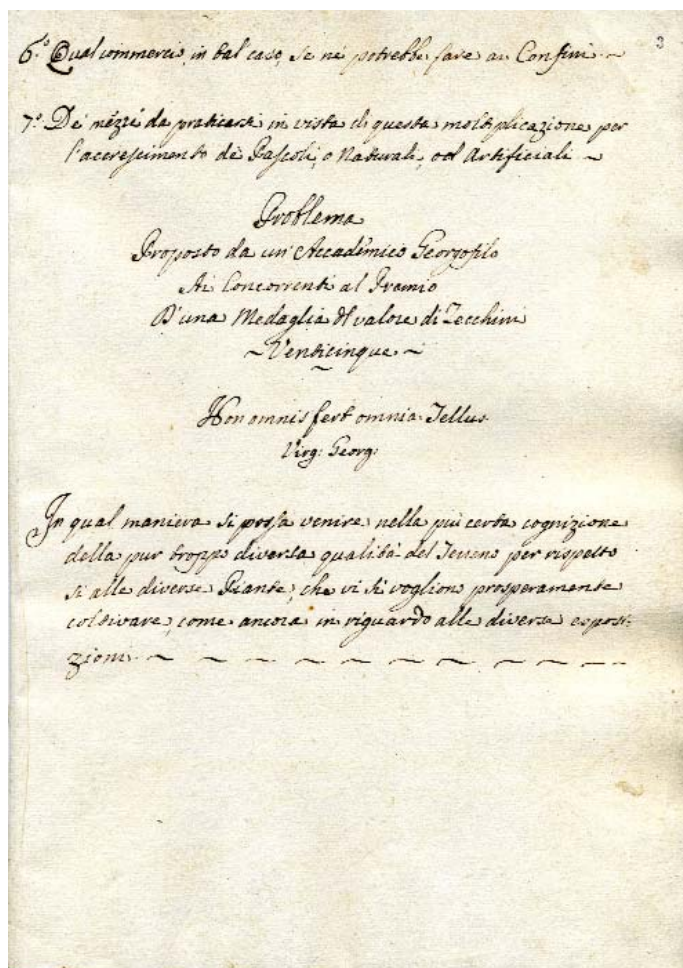 3
6.° Qual commercio in tal caso se ne potrebbe fare ai Confini ~
7.° De' mezzi da praticarsi in vista di questa moltiplicazione per
l'accrescimento de' Pascoli, o Naturali, od Artificiali ~
Problema
Proposto da un' Accademico Georgofilo
Ai Concorrenti al Premio
D'una Medaglia del valore di Zecchini
~ Venticinque ~
Non omnis fert omnia Tellus
Virg: Georg:
In qual maniera si possa venire nella più certa cognizione
della pur troppo diversa qualità del Terreno per rispetto
sì alle diverse Piante, che vi si vogliono prosperamente
coltivare, come ancora in riguardo alle diverse esposi-
zioni. ~ ~ ~ ~ ~ ~ ~ ~ ~